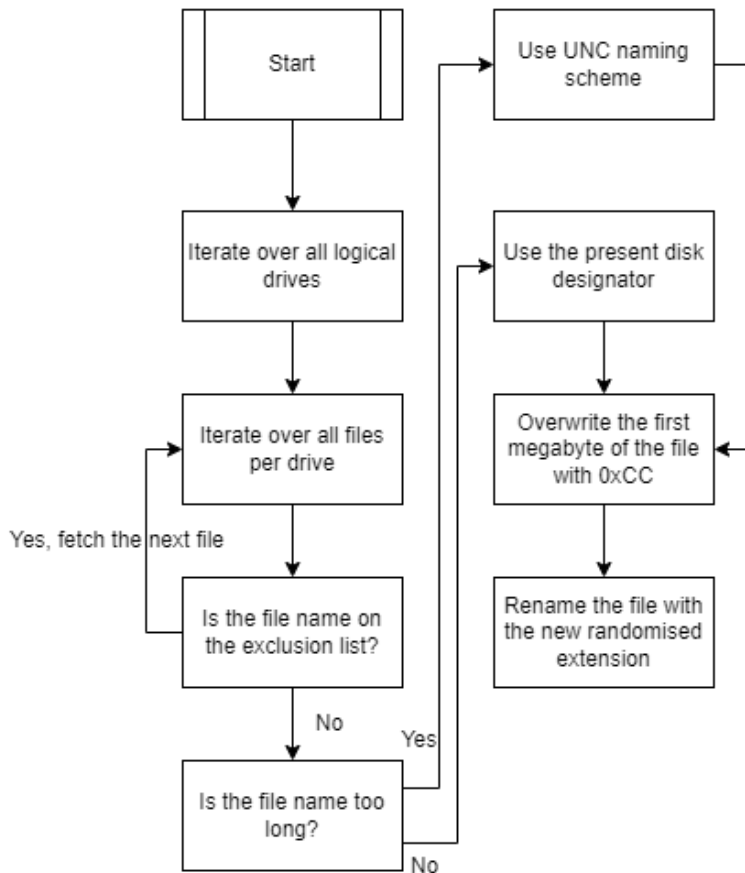 Start
Iterate over all logical
drives
Iterate over all files
per drive
Yes, fetch the next file
Is the file name on
the exclusion list?
No
Is the file name too
long?
Yes
No
Use UNC naming
scheme
Use the present disk
designator
Overwrite the first
megabyte of the file
with 0xCC
Rename the file with
the new randomised
extension